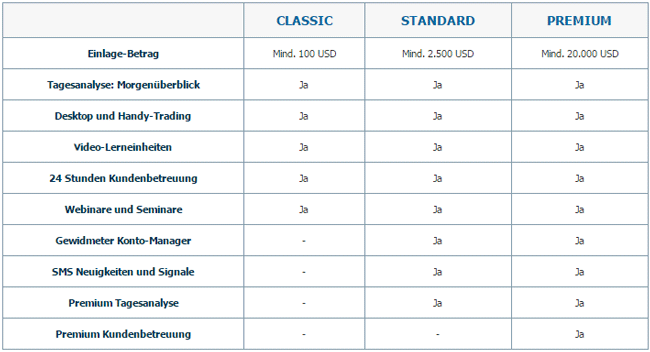 CLASSIC STANDARD PREMIUM
Einlage-Betrag Mind. 100 USD Mind. 2.500 USD Mind. 20.000 USD
Tagesanalyse: Morgenüberblick Ja Ja Ja
Desktop und Handy-Trading Ja Ja Ja
Video-Lerneinheiten Ja Ja Ja
24 Stunden Kundenbetreuung Ja Ja Ja
Webinare und Seminare Ja Ja Ja
Gewidmeter Konto-Manager - Ja Ja
SMS Neuigkeiten und Signale - Ja Ja
Premium Tagesanalyse - Ja Ja
Premium Kundenbetreuung - - Ja